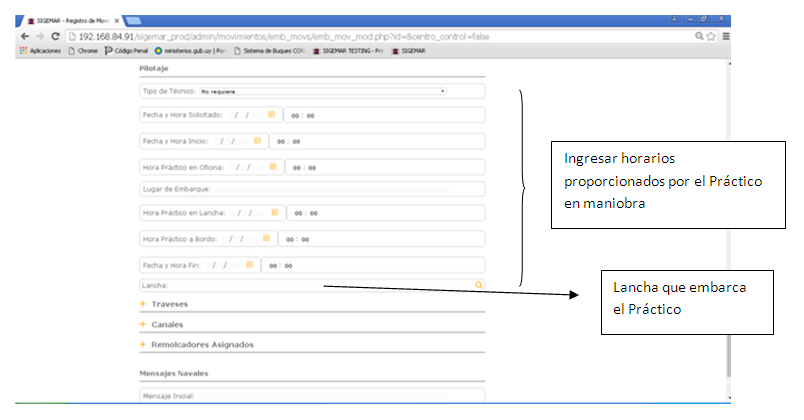 SIGEMAR - Registro de Movi
192.168.84.91/sigemar_prod/admin/movimientos/emb_movs/emb_mov_mod.php?id=&centro_control=false
Aplicaciones Chrome Código Penal ministerios.gub.uy | Por Sistema de Buques CON SIGEMAR TESTING - Pri SIGEMAR
Pilotaje
Tipo de Técnico: No requiere
Fecha y Hora Solicitado: / / 00 : 00
Fecha y Hora Inicio: / / 00 : 00
Hora Práctico en Oficina: / / 00 : 00
Lugar de Embarque:
Hora Práctico en Lancha: / / 00 : 00
Hora Práctico a Bordo: / / 00 : 00
Fecha y Hora Fin: / / 00 : 00
Lancha:
+ Traveses
+ Canales
+ Remolcadores Asignados
Mensajes Navales
Mensaje Inicial:
Ingresar horarios
proporcionados por el Práctico
en maniobra
Lancha que embarca
el Práctico